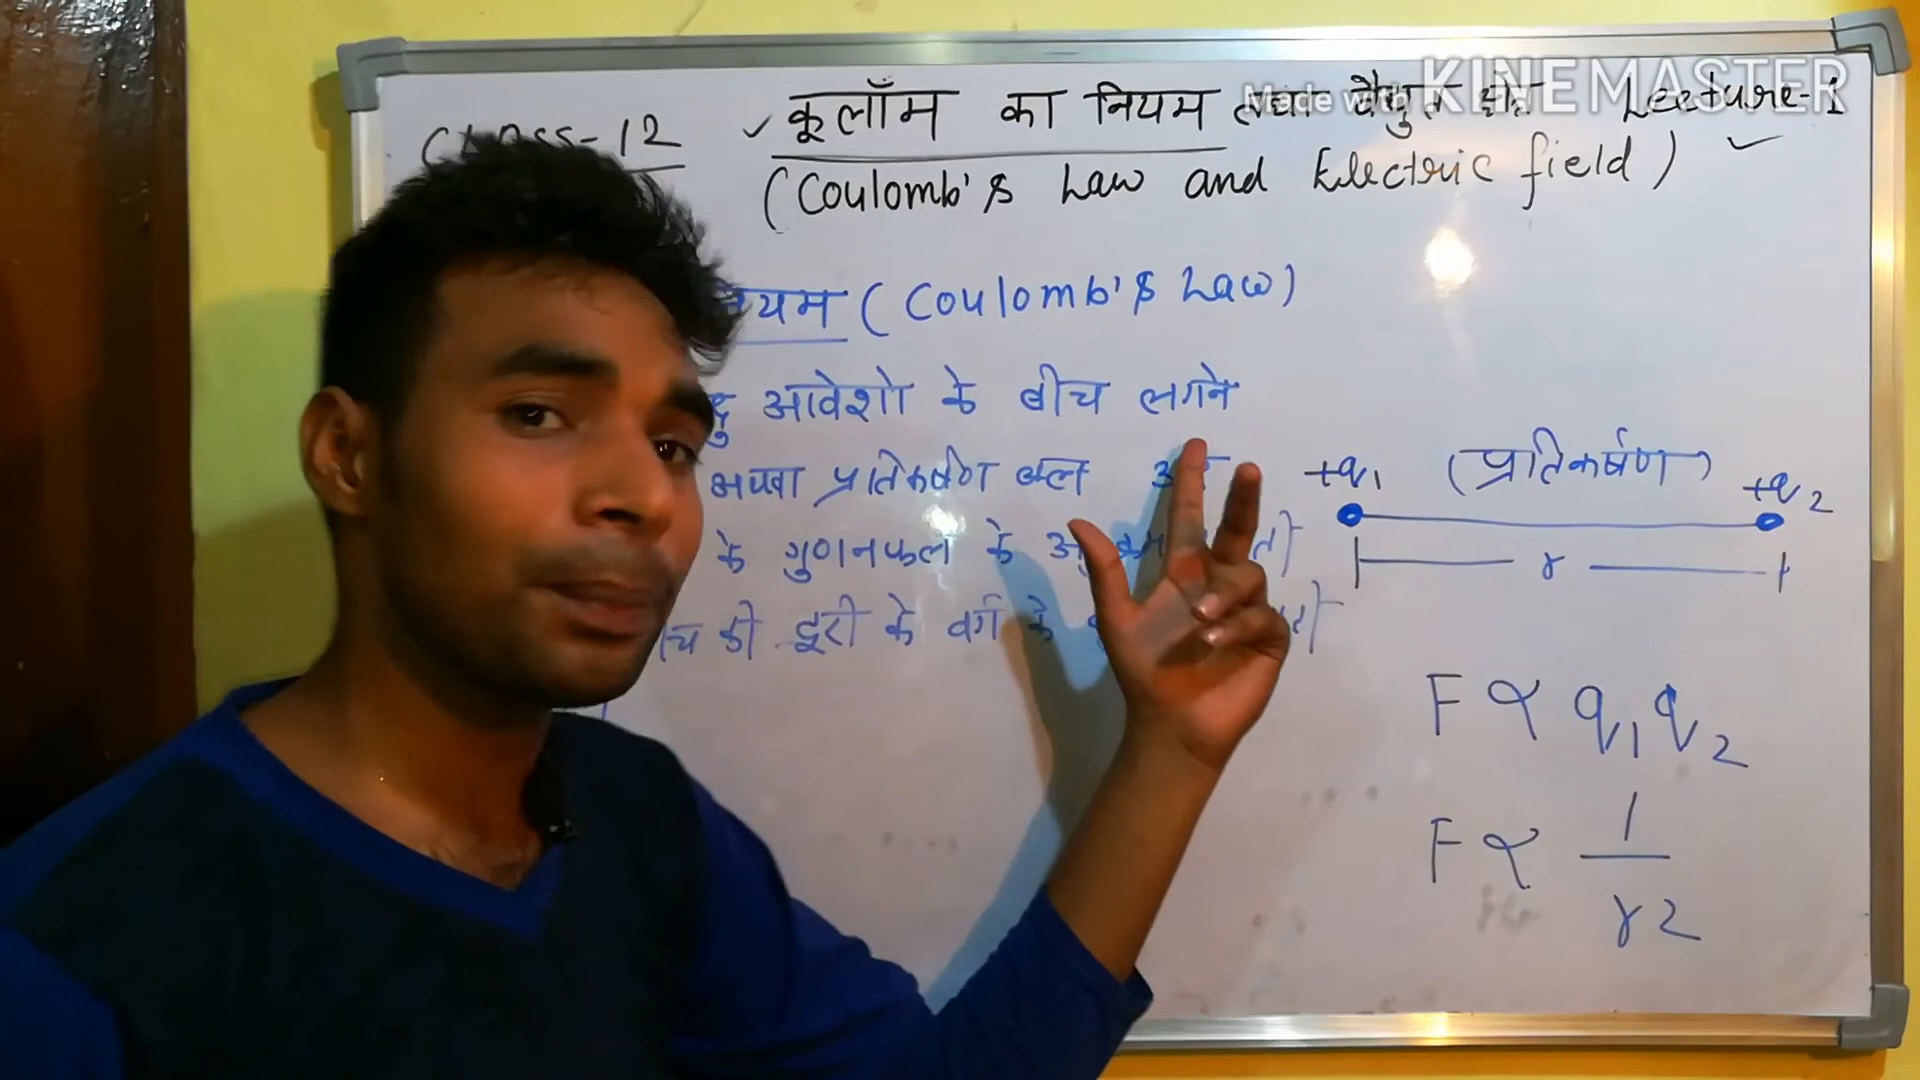 CLASS-12 ✓ कूलॉम का नियम तथा वैद्युत Lecture-1
Made with KINEMASTER
(Coulomb's Law and Electric field) ✓
नियम (Coulomb's Law)
आवेशो के बीच लगने
अथवा प्रतिकर्षण बल
के गुणनफल के
की दूरी के वर्ग के
+q₁ (प्रतिकर्षण) +q₂
r
F ∝ q₁q₂
F ∝ 1/r2